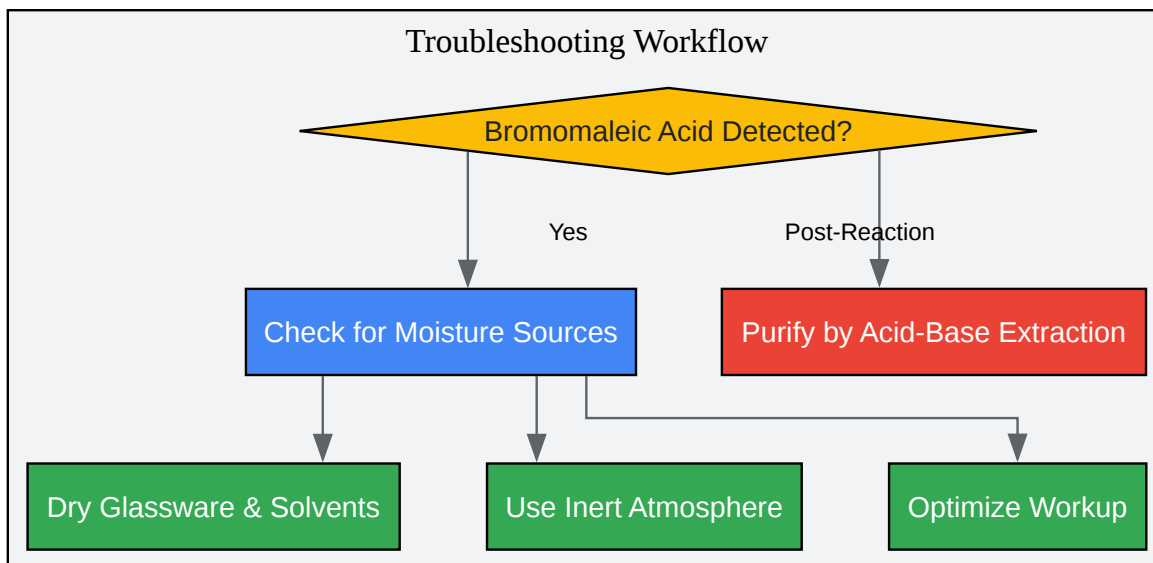 Troubleshooting Workflow
Bromomaleic Acid Detected?
Yes
Post-Reaction
Check for Moisture Sources
Purify by Acid-Base Extraction
Dry Glassware & Solvents
Use Inert Atmosphere
Optimize Workup